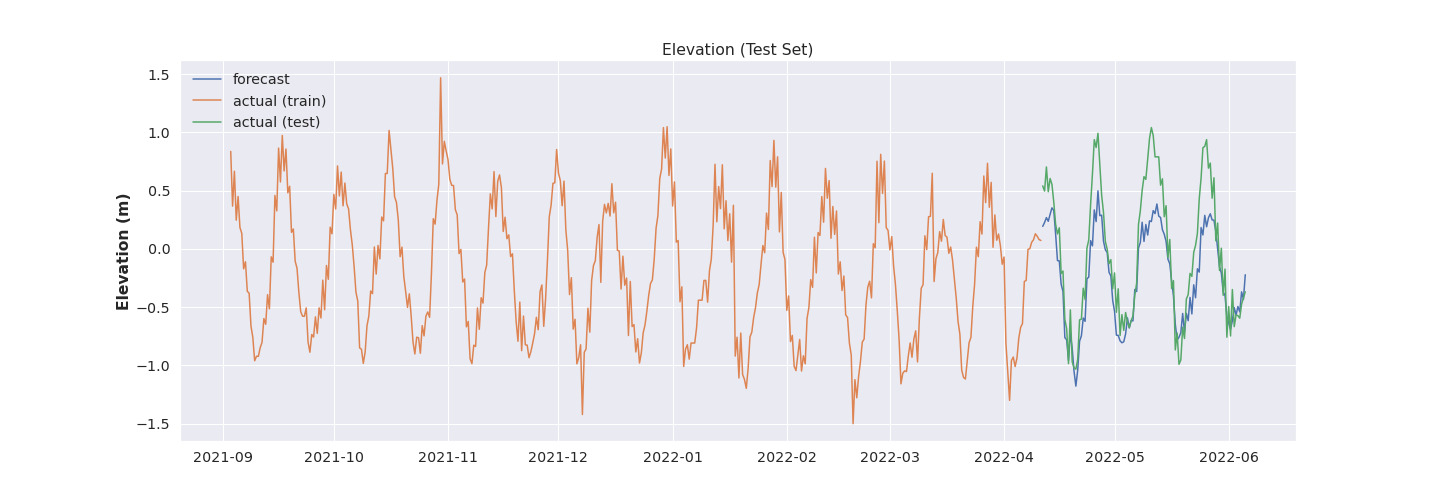 Elevation (Test Set)
forecast
actual (train)
actual (test)
Elevation (m)
1.5
1.0
0.5
0.0
−0.5
−1.0
−1.5
2021-09 2021-10 2021-11 2021-12 2022-01 2022-02 2022-03 2022-04 2022-05 2022-06